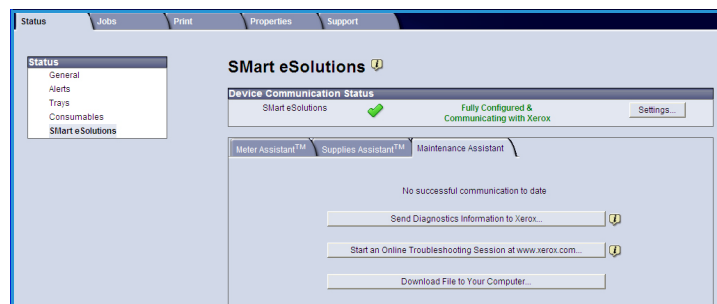 Status Jobs Print Properties Support
Status
General
Alerts
Trays
Consumables
SMart eSolutions
SMart eSolutions
Device Communication Status
SMart eSolutions Fully Configured & Settings...
Communicating with Xerox
Meter Assistant™ Supplies Assistant™ Maintenance Assistant
No successful communication to date
Send Diagnostics Information to Xerox...
Start an Online Troubleshooting Session at www.xerox.com...
Download File to Your Computer...